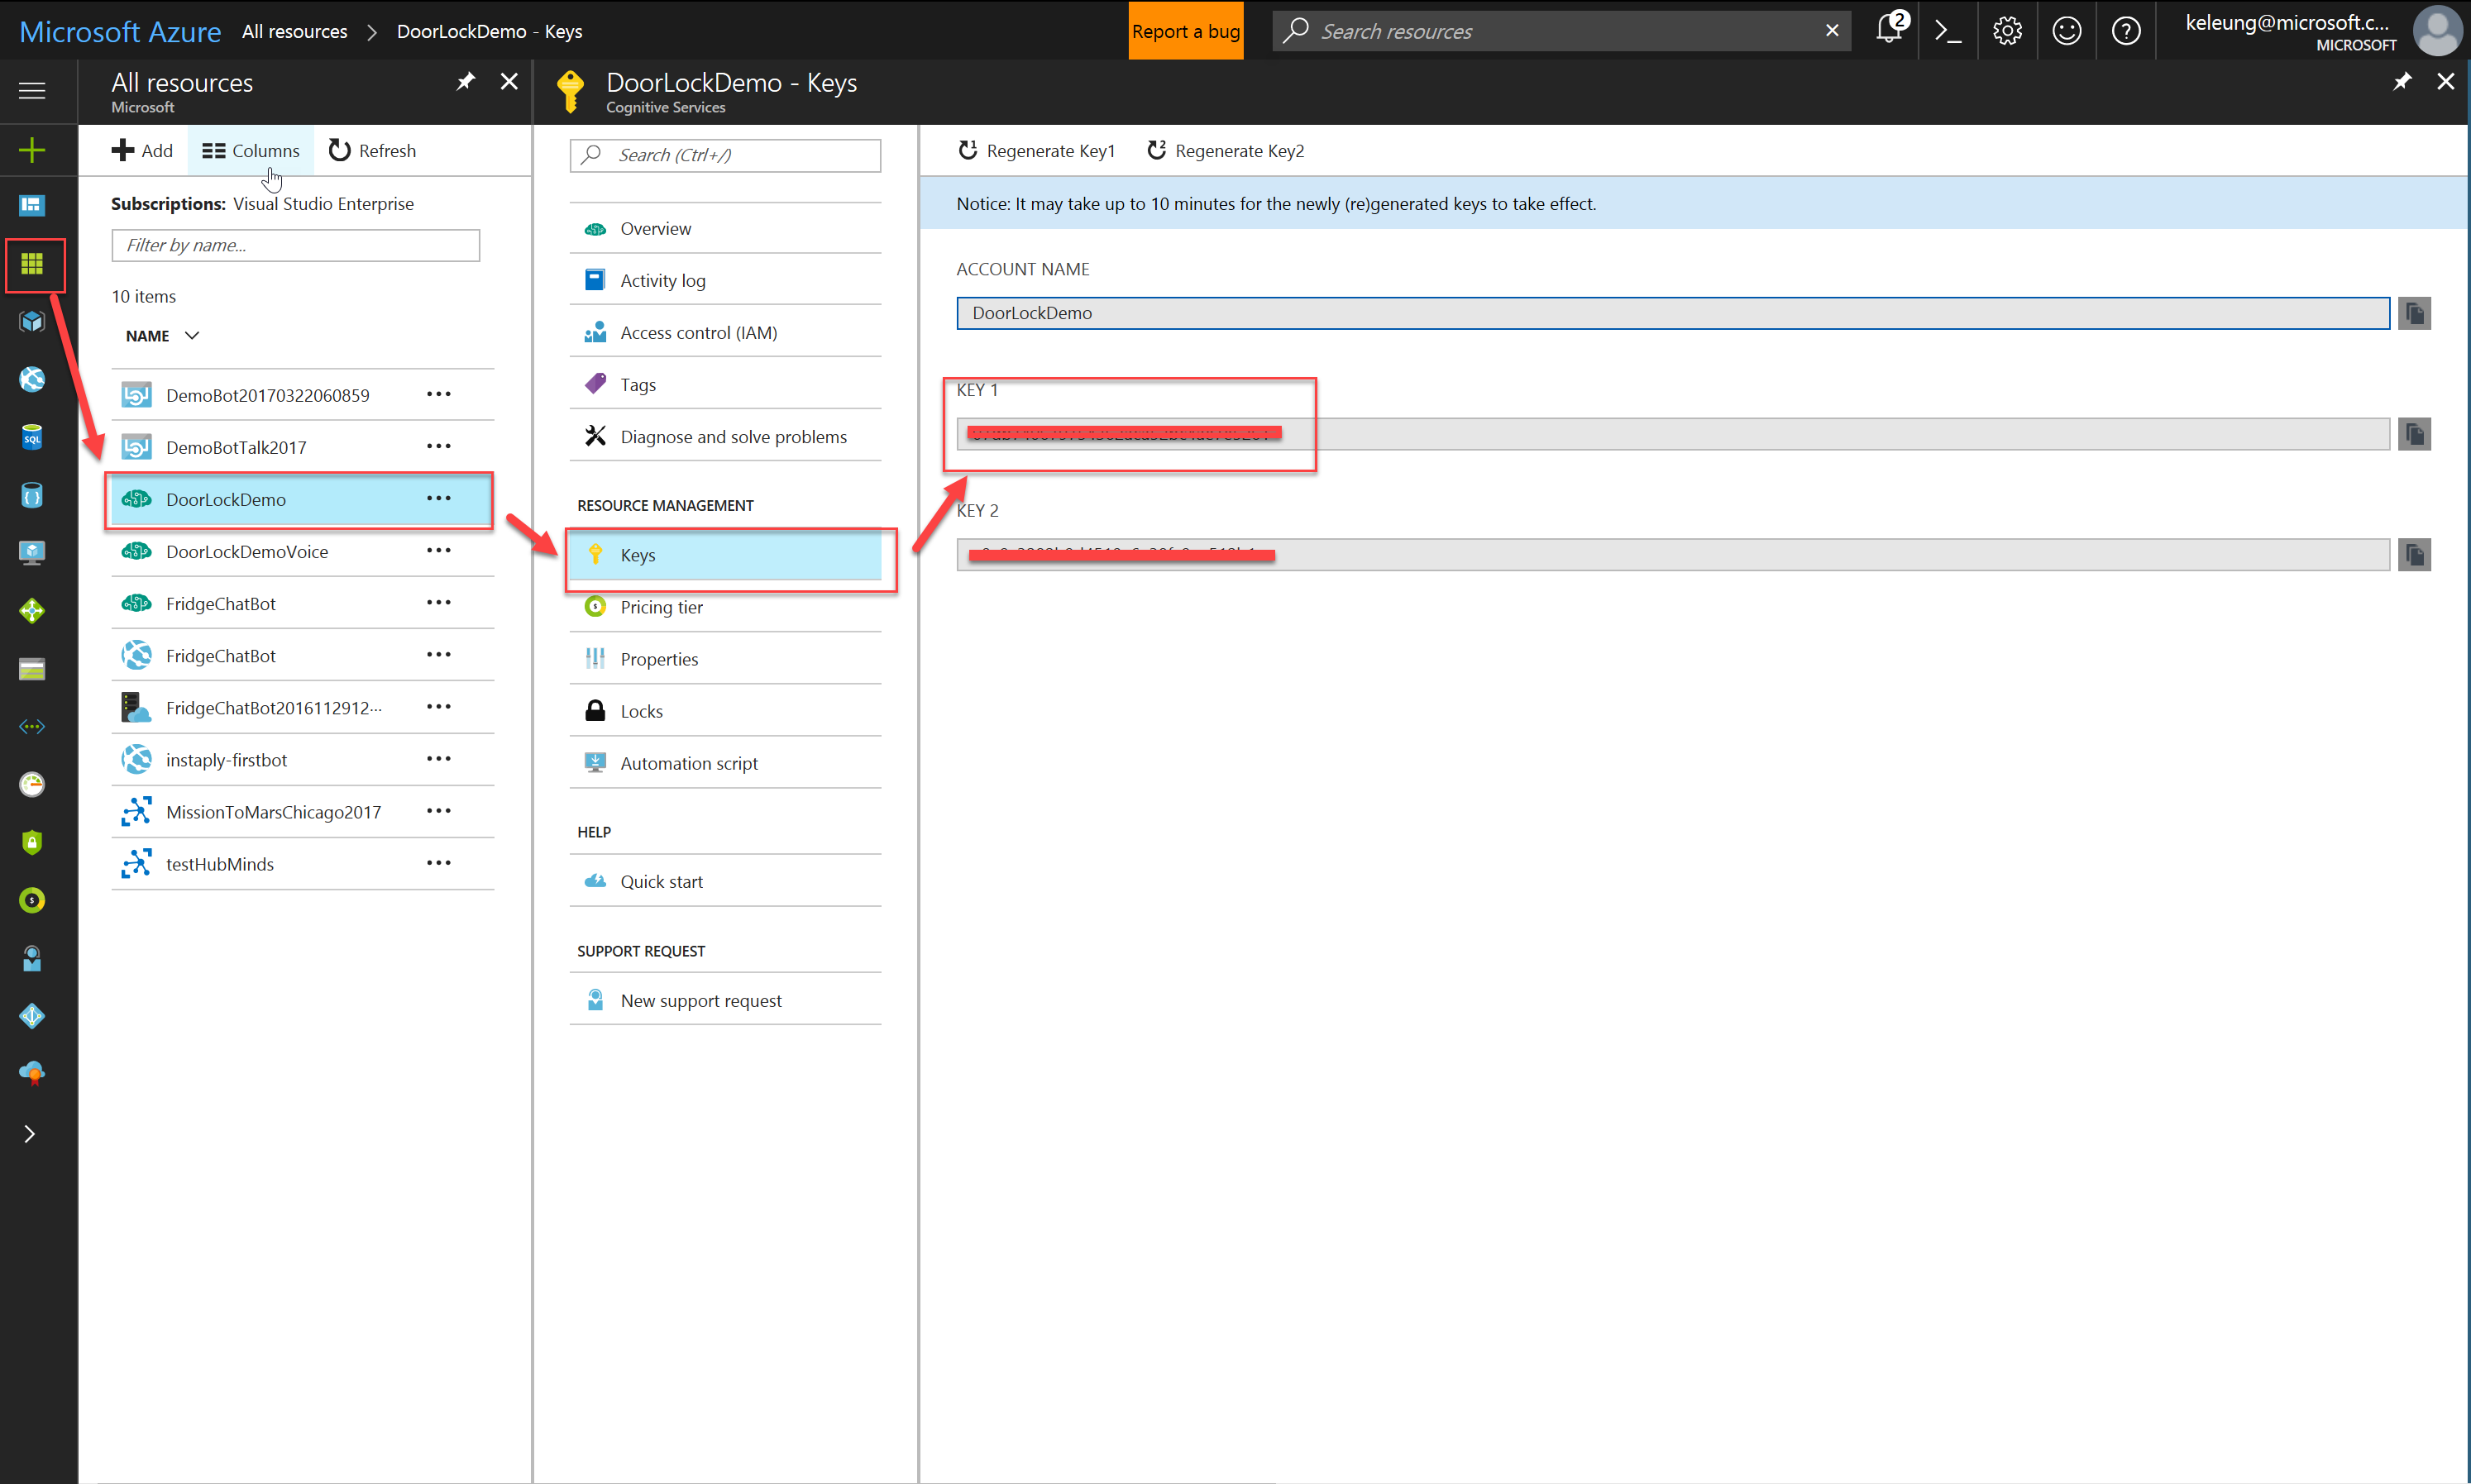 Microsoft Azure All resources > DoorLockDemo - Keys
Report a bug
Search resources
2
keleung@microsoft.c...
MICROSOFT
All resources
Microsoft
Add
Columns
Refresh
Subscriptions: Visual Studio Enterprise
Filter by name...
10 items
NAME
DemoBot20170322060859
DemoBotTalk2017
DoorLockDemo
DoorLockDemoVoice
FridgeChatBot
FridgeChatBot
FridgeChatBot2016112912...
instaply-firstbot
MissionToMarsChicago2017
testHubMinds
DoorLockDemo - Keys
Cognitive Services
Search (Ctrl+/)
Overview
Activity log
Access control (IAM)
Tags
Diagnose and solve problems
RESOURCE MANAGEMENT
Keys
Pricing tier
Properties
Locks
Automation script
HELP
Quick start
SUPPORT REQUEST
New support request
Regenerate Key1
Regenerate Key2
Notice: It may take up to 10 minutes for the newly (re)generated keys to take effect.
ACCOUNT NAME
DoorLockDemo
KEY 1
KEY 2